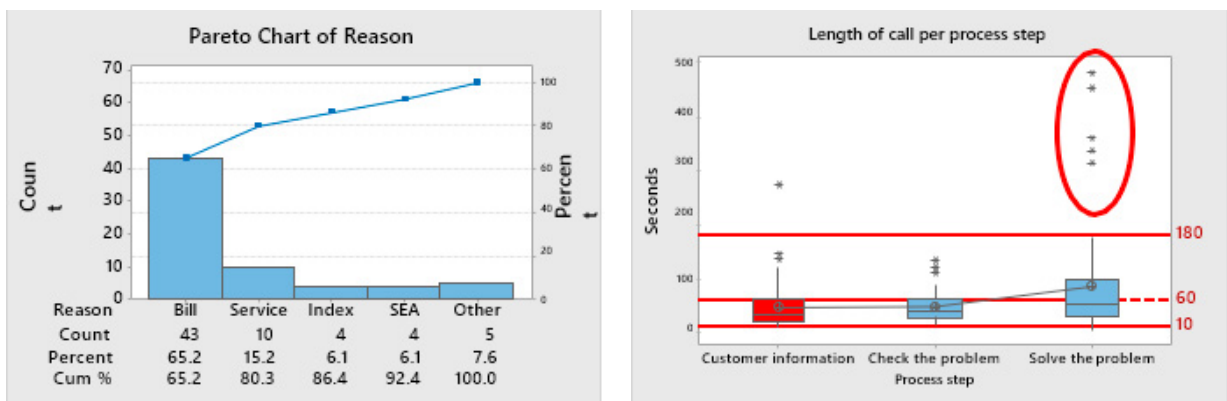 Pareto Chart of Reason
70
60
50
40
30
20
10
0
Coun
t
100
80
60
40
20
0
Percen
t
Reason Bill Service Index SEA Other
Count 43 10 4 4 5
Percent 65.2 15.2 6.1 6.1 7.6
Cum % 65.2 80.3 86.4 92.4 100.0
Length of call per process step
500
400
300
200
100
0
Seconds
180
60
10
Customer information Check the problem Solve the problem
Process step